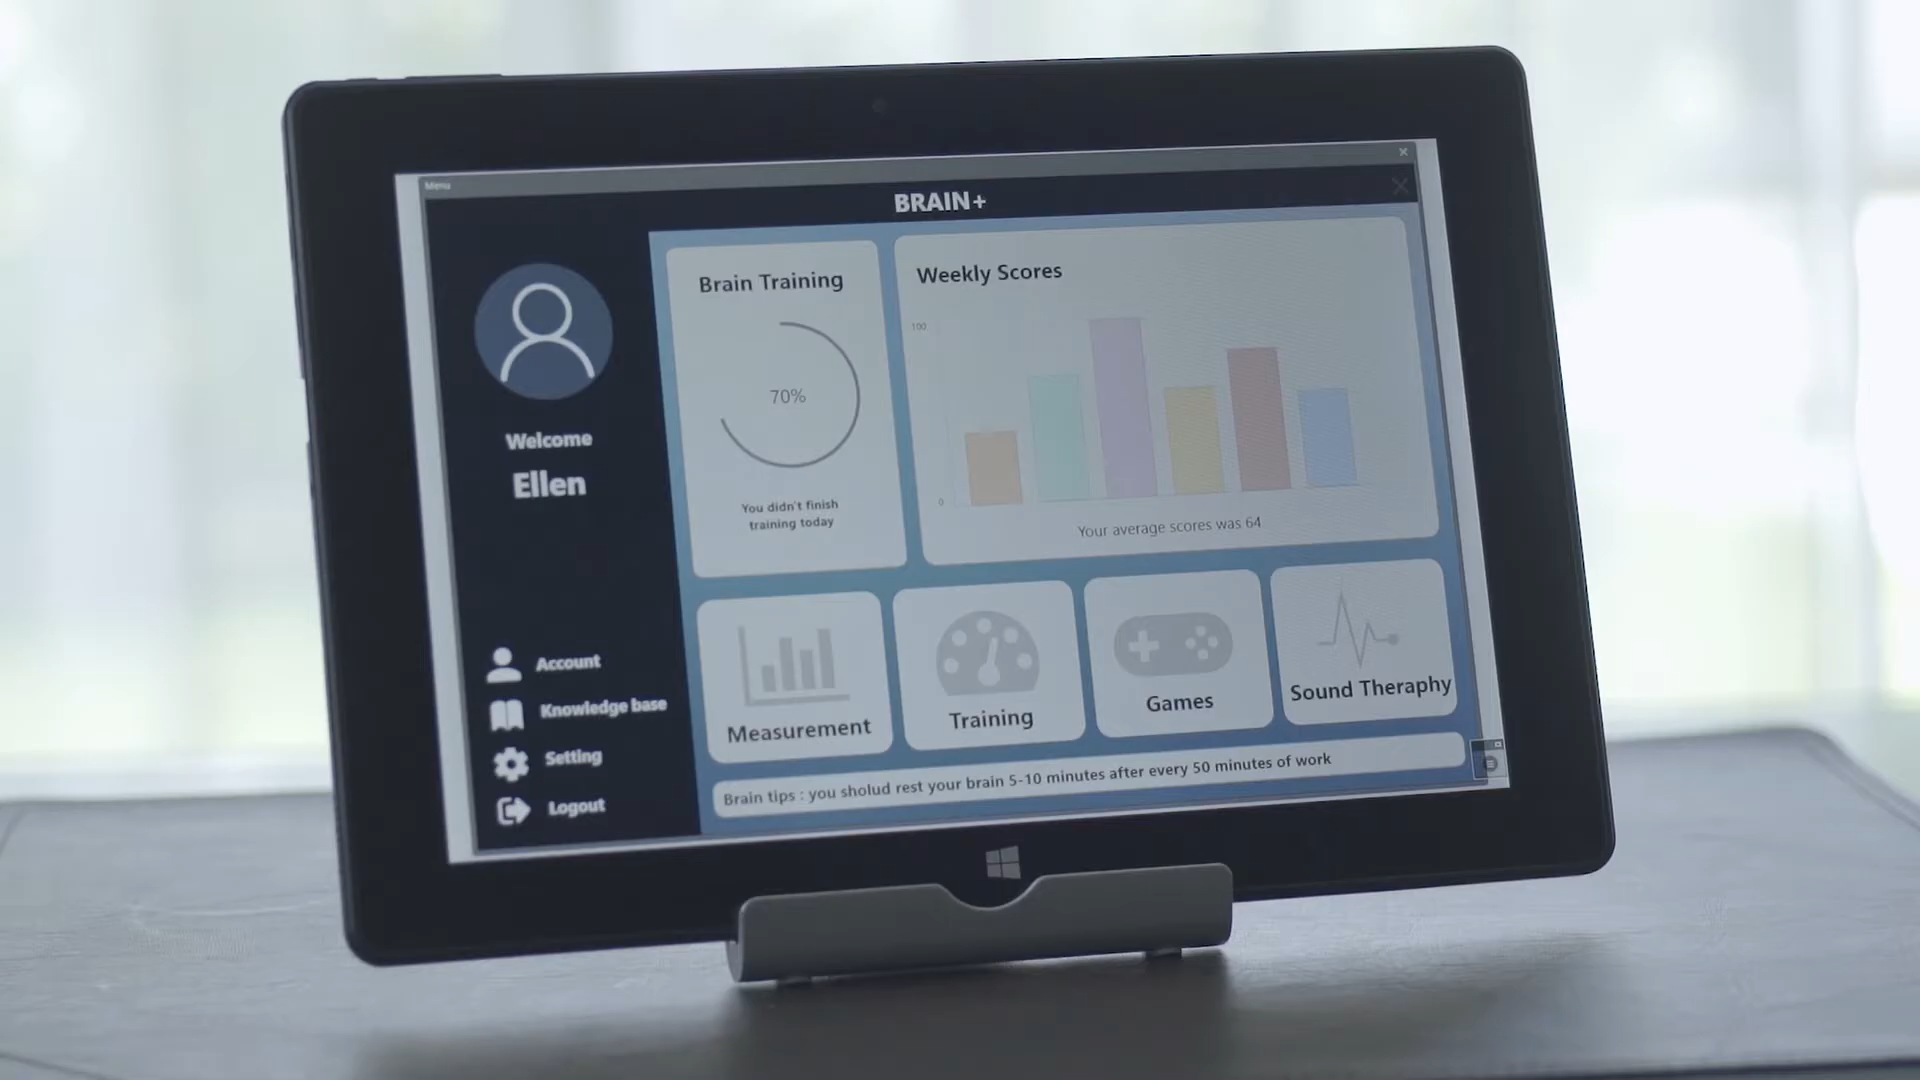 Menu
BRAIN+
Welcome
Ellen
Account
Knowledge base
Setting
Logout
Brain Training
70%
You didn't finish
training today
Weekly Scores
100
0
Your average scores was 64
Measurement
Training
Games
Sound Theraphy
Brain tips : you sholud rest your brain 5-10 minutes after every 50 minutes of work